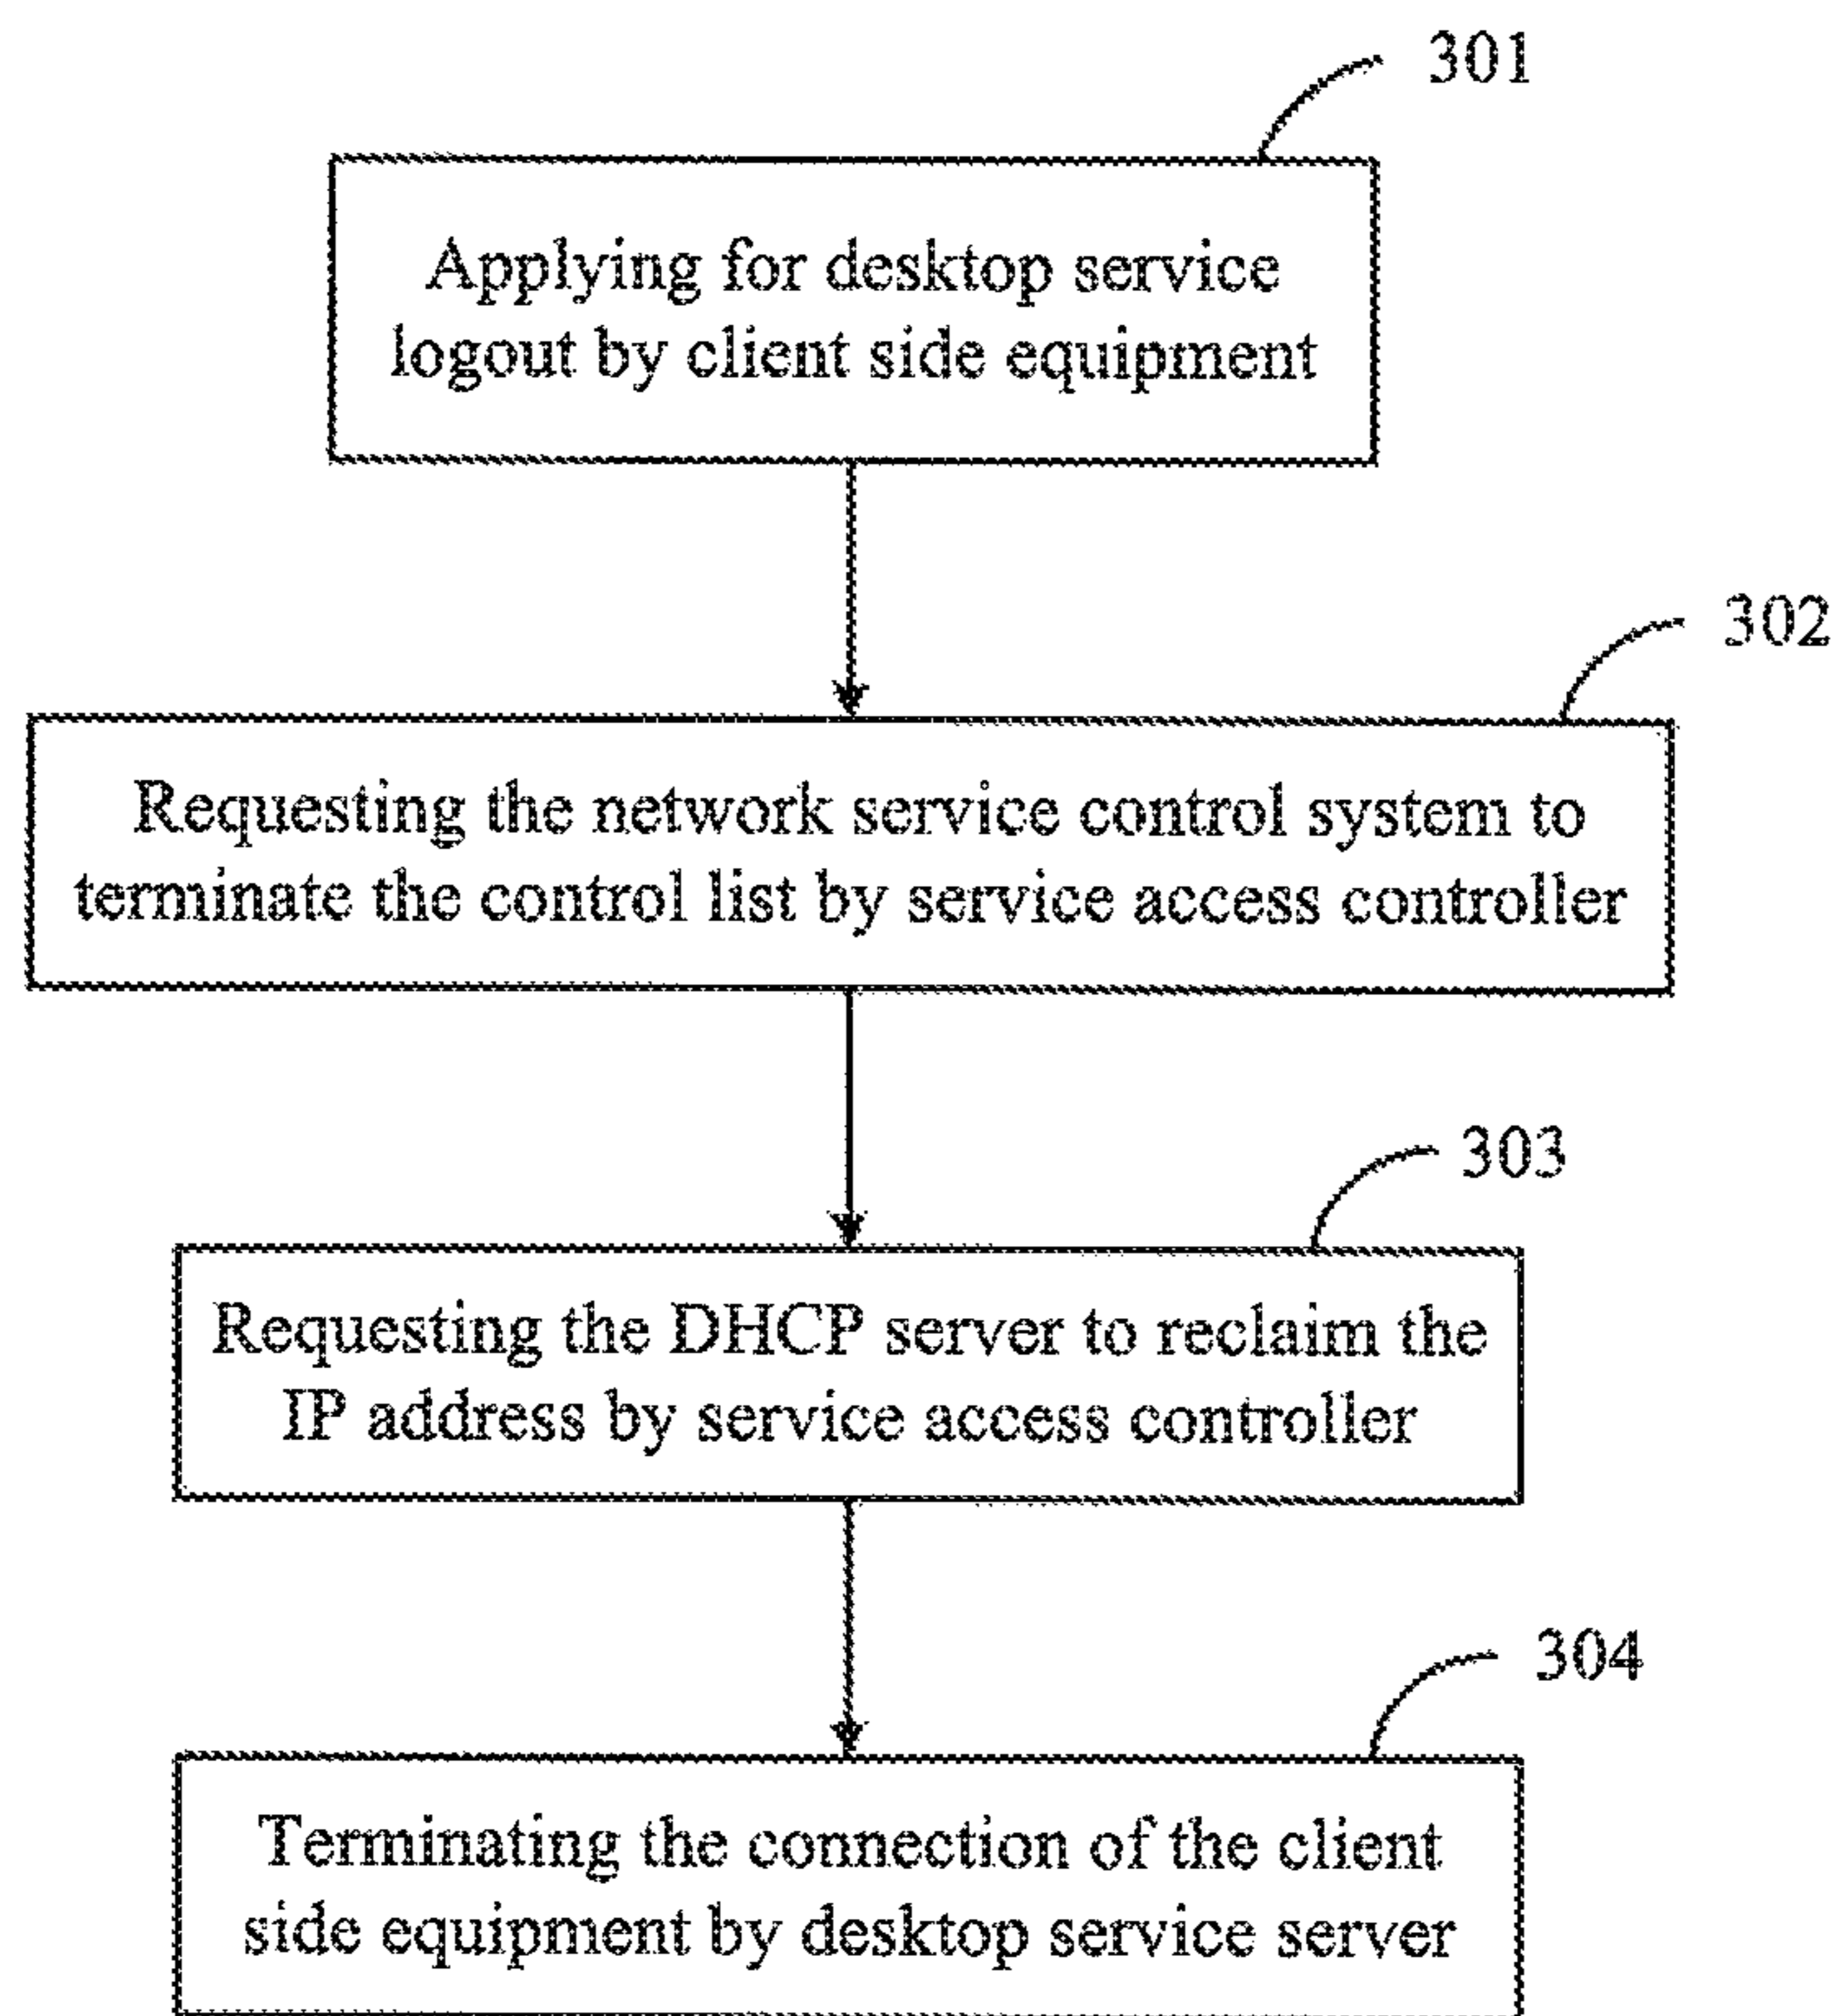 301
Applying for desktop service
logout by client side equipment
302
Requesting the network service control system to
terminate the control list by service access controller
303
Requesting the DHCP server to reclaim the
IP address by service access controller
304
Terminating the connection of the client
side equipment by desktop service server